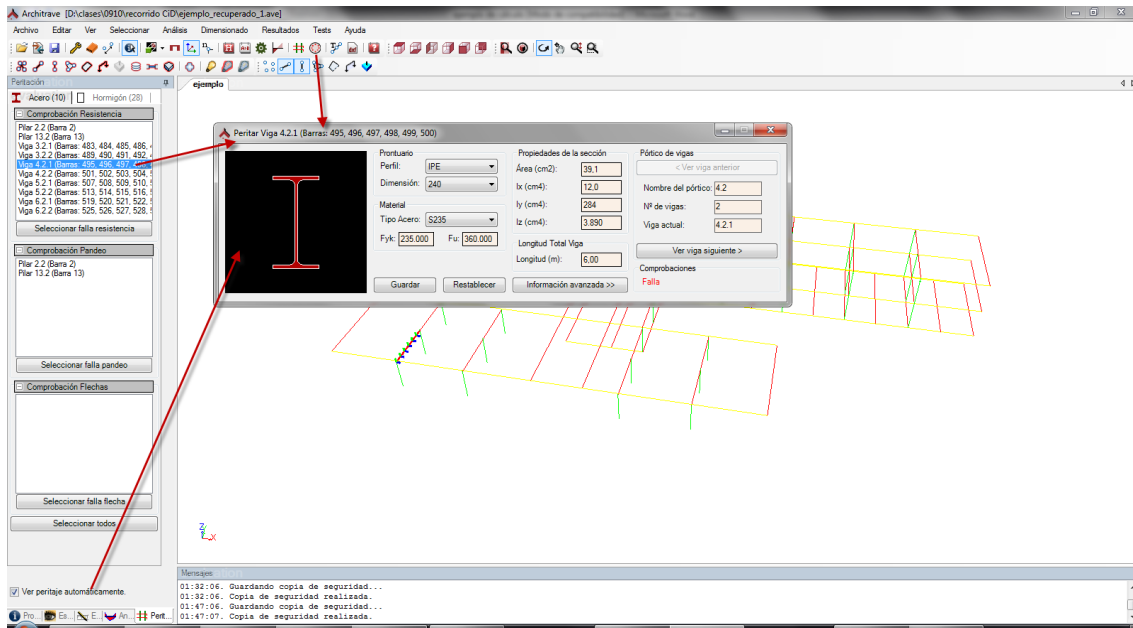 Architrave [D:\clases\0910\recorrido CiD\ejemplo_recuperado_1.ave]
Archivo Editar Ver Seleccionar Análisis Dimensionado Resultados Tests Ayuda
Peritación
ejemplo
Acero (10) Hormigón (28)
Comprobación Resistencia
Pilar 2.2 (Barra 2)
Pilar 13.2 (Barra 13)
Viga 3.2.1 (Barras: 483, 484, 485, 486,
Viga 3.2.2 (Barras: 489, 490, 491, 492,
Viga 4.2.1 (Barras: 495, 496, 497,
Viga 4.2.2 (Barras: 501, 502, 503, 504,
Viga 5.2.1 (Barras: 507, 508, 509, 510,
Viga 5.2.2 (Barras: 513, 514, 515, 516,
Viga 6.2.1 (Barras: 519, 520, 521, 522,
Viga 6.2.2 (Barras: 525, 526, 527, 528,
Seleccionar falla resistencia
Comprobación Pandeo
Pilar 2.2 (Barra 2)
Pilar 13.2 (Barra 13)
Seleccionar falla pandeo
Comprobación Flechas
Seleccionar falla flecha
Seleccionar todos
Ver peritaje automáticamente.
Pro... Es... E... An... Perit...
Peritar Viga 4.2.1 (Barras: 495, 496, 497, 498, 499, 500)
Prontuario
Perfil: IPE
Dimensión: 240
Material
Tipo Acero: S235
Fyk: 235.000 Fu: 360.000
Guardar Restablecer
Propiedades de la sección
Área (cm2): 39,1
Ix (cm4): 12,0
Iy (cm4): 284
Iz (cm4): 3.890
Longitud Total Viga
Longitud (m): 6,00
Información avanzada >>
Pórtico de vigas
< Ver viga anterior
Nombre del pórtico: 4.2
Nº de vigas: 2
Viga actual: 4.2.1
Ver viga siguiente >
Comprobaciones
Falla
Z
X
Mensajes
01:32:06. Guardando copia de seguridad...
01:32:06. Copia de seguridad realizada.
01:47:06. Guardando copia de seguridad...
01:47:07. Copia de seguridad realizada.